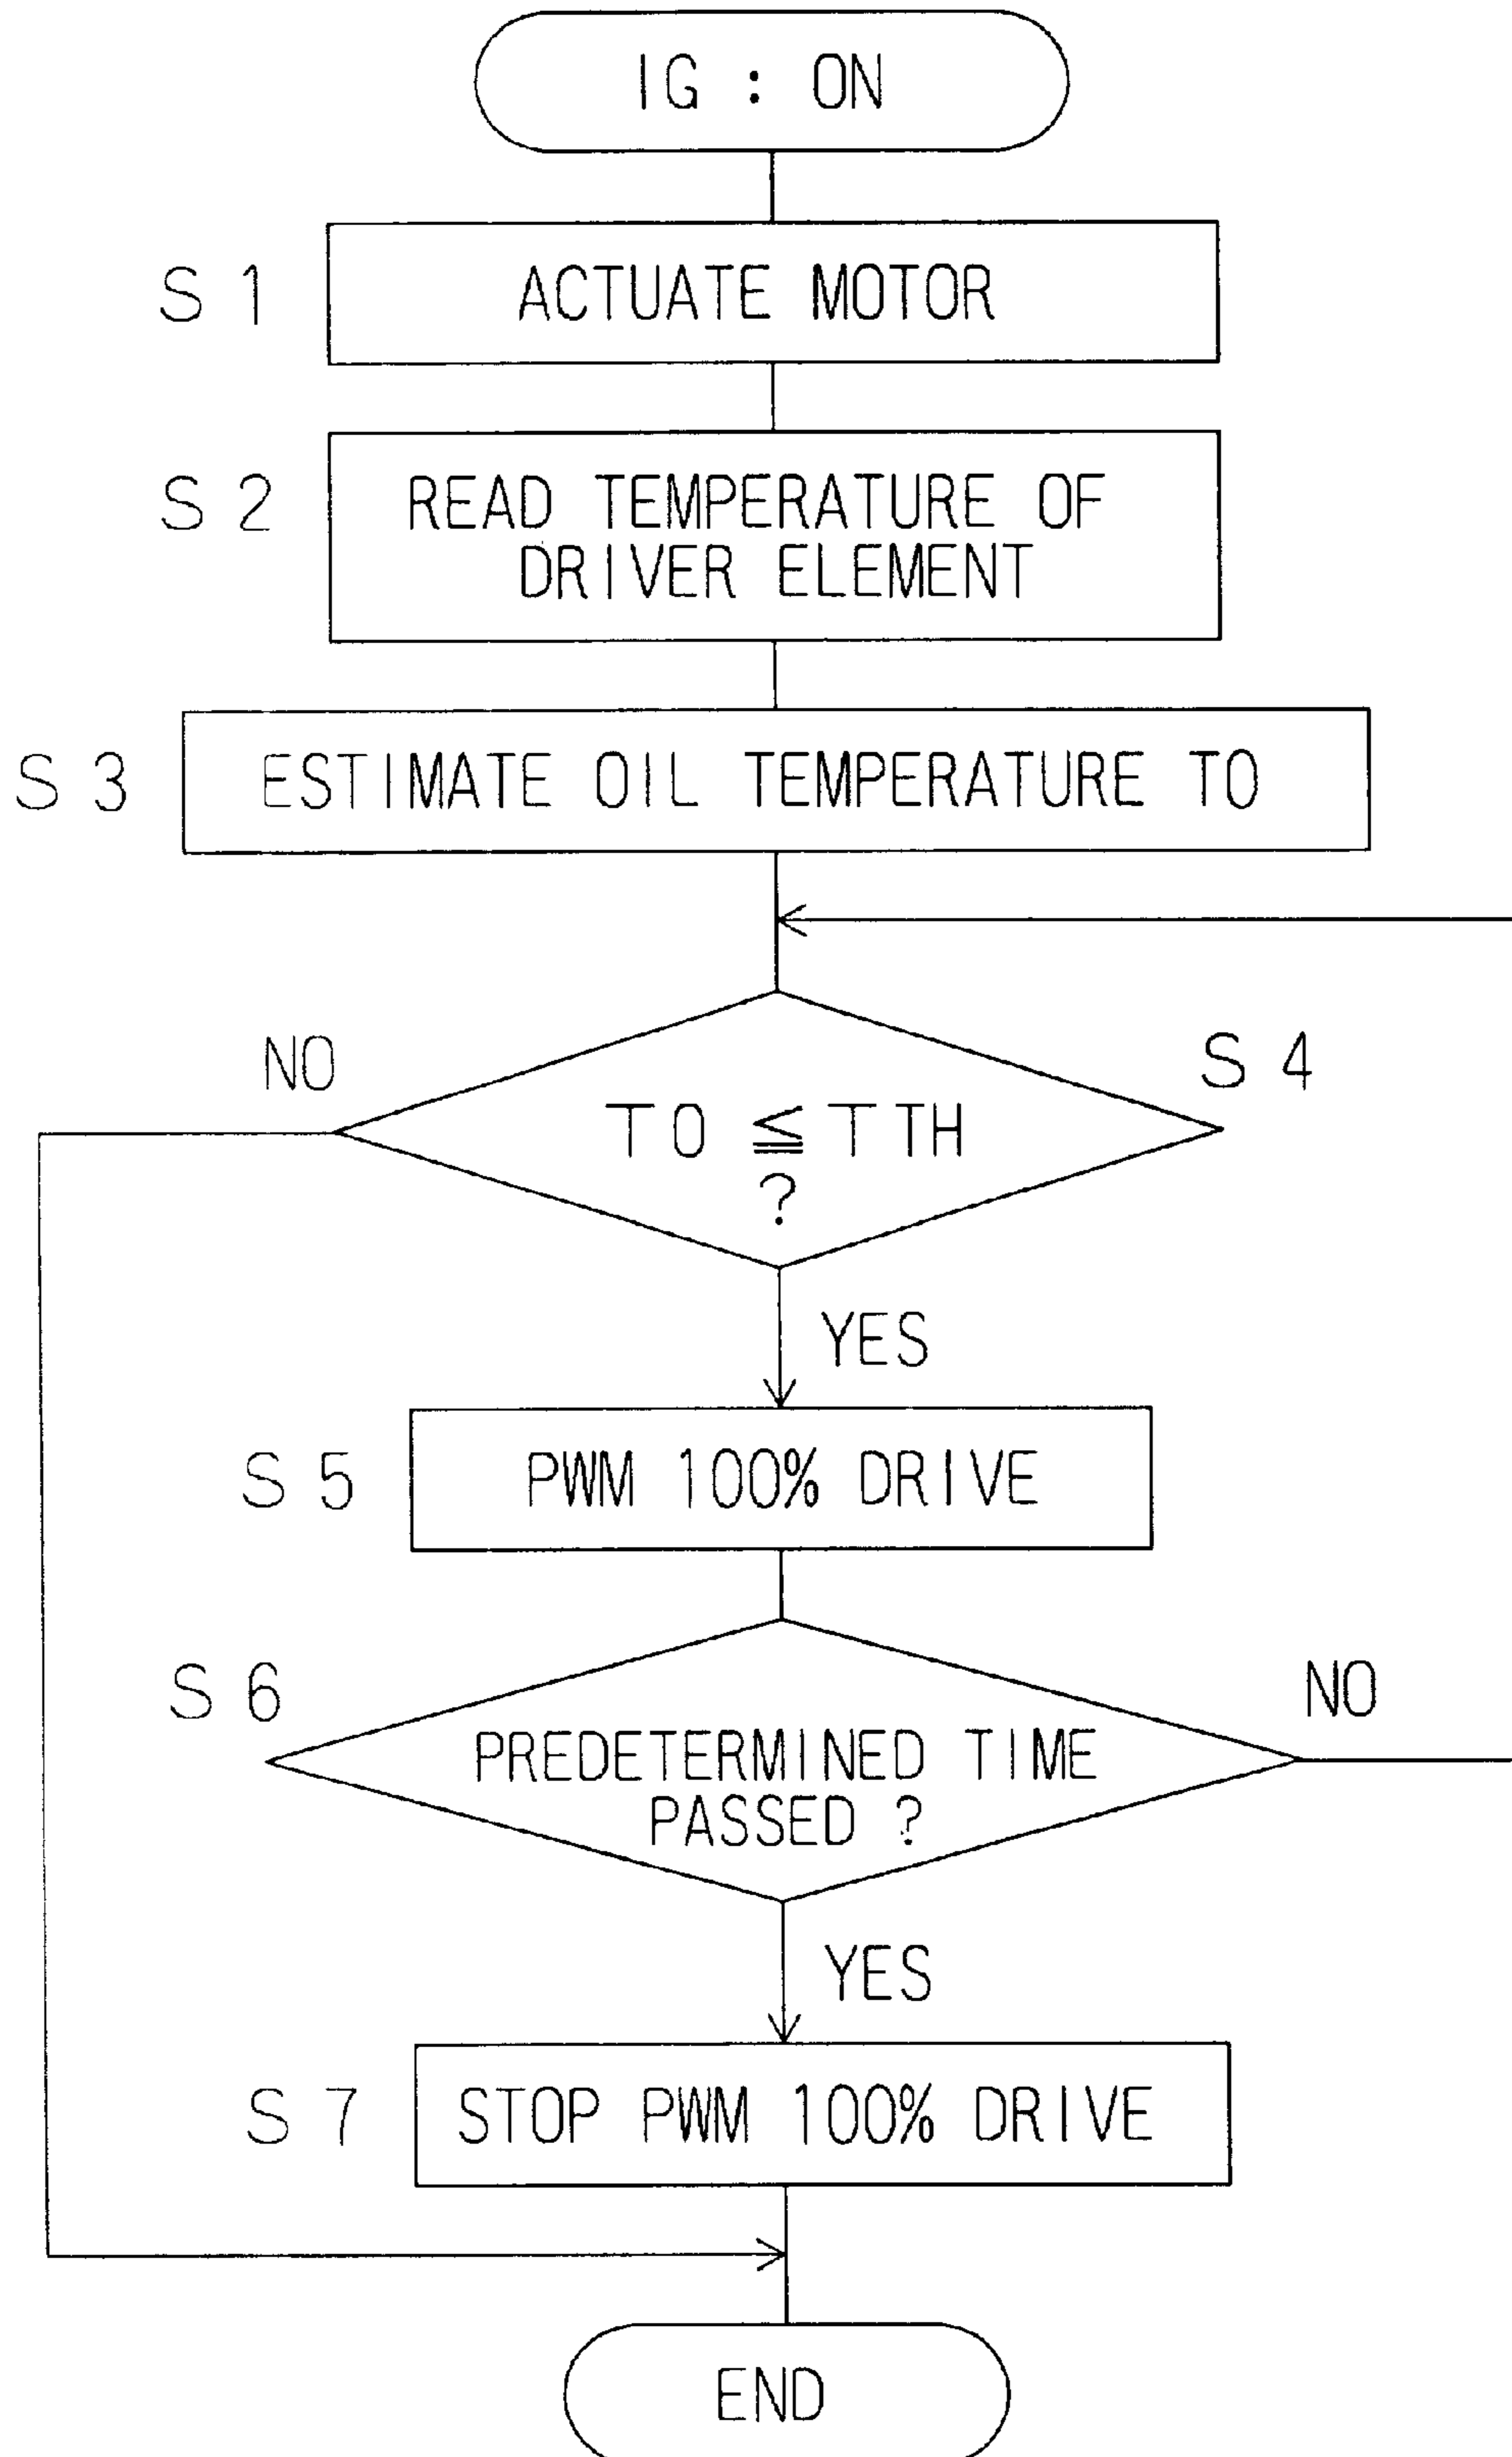 IG : ON
S 1
ACTUATE MOTOR
S 2
READ TEMPERATURE OF
DRIVER ELEMENT
S 3
ESTIMATE OIL TEMPERATURE TO
NO
S 4
TO ≦ TTH
?
YES
S 5
PWM 100% DRIVE
S 6
NO
PREDETERMINED TIME
PASSED ?
YES
S 7
STOP PWM 100% DRIVE
END